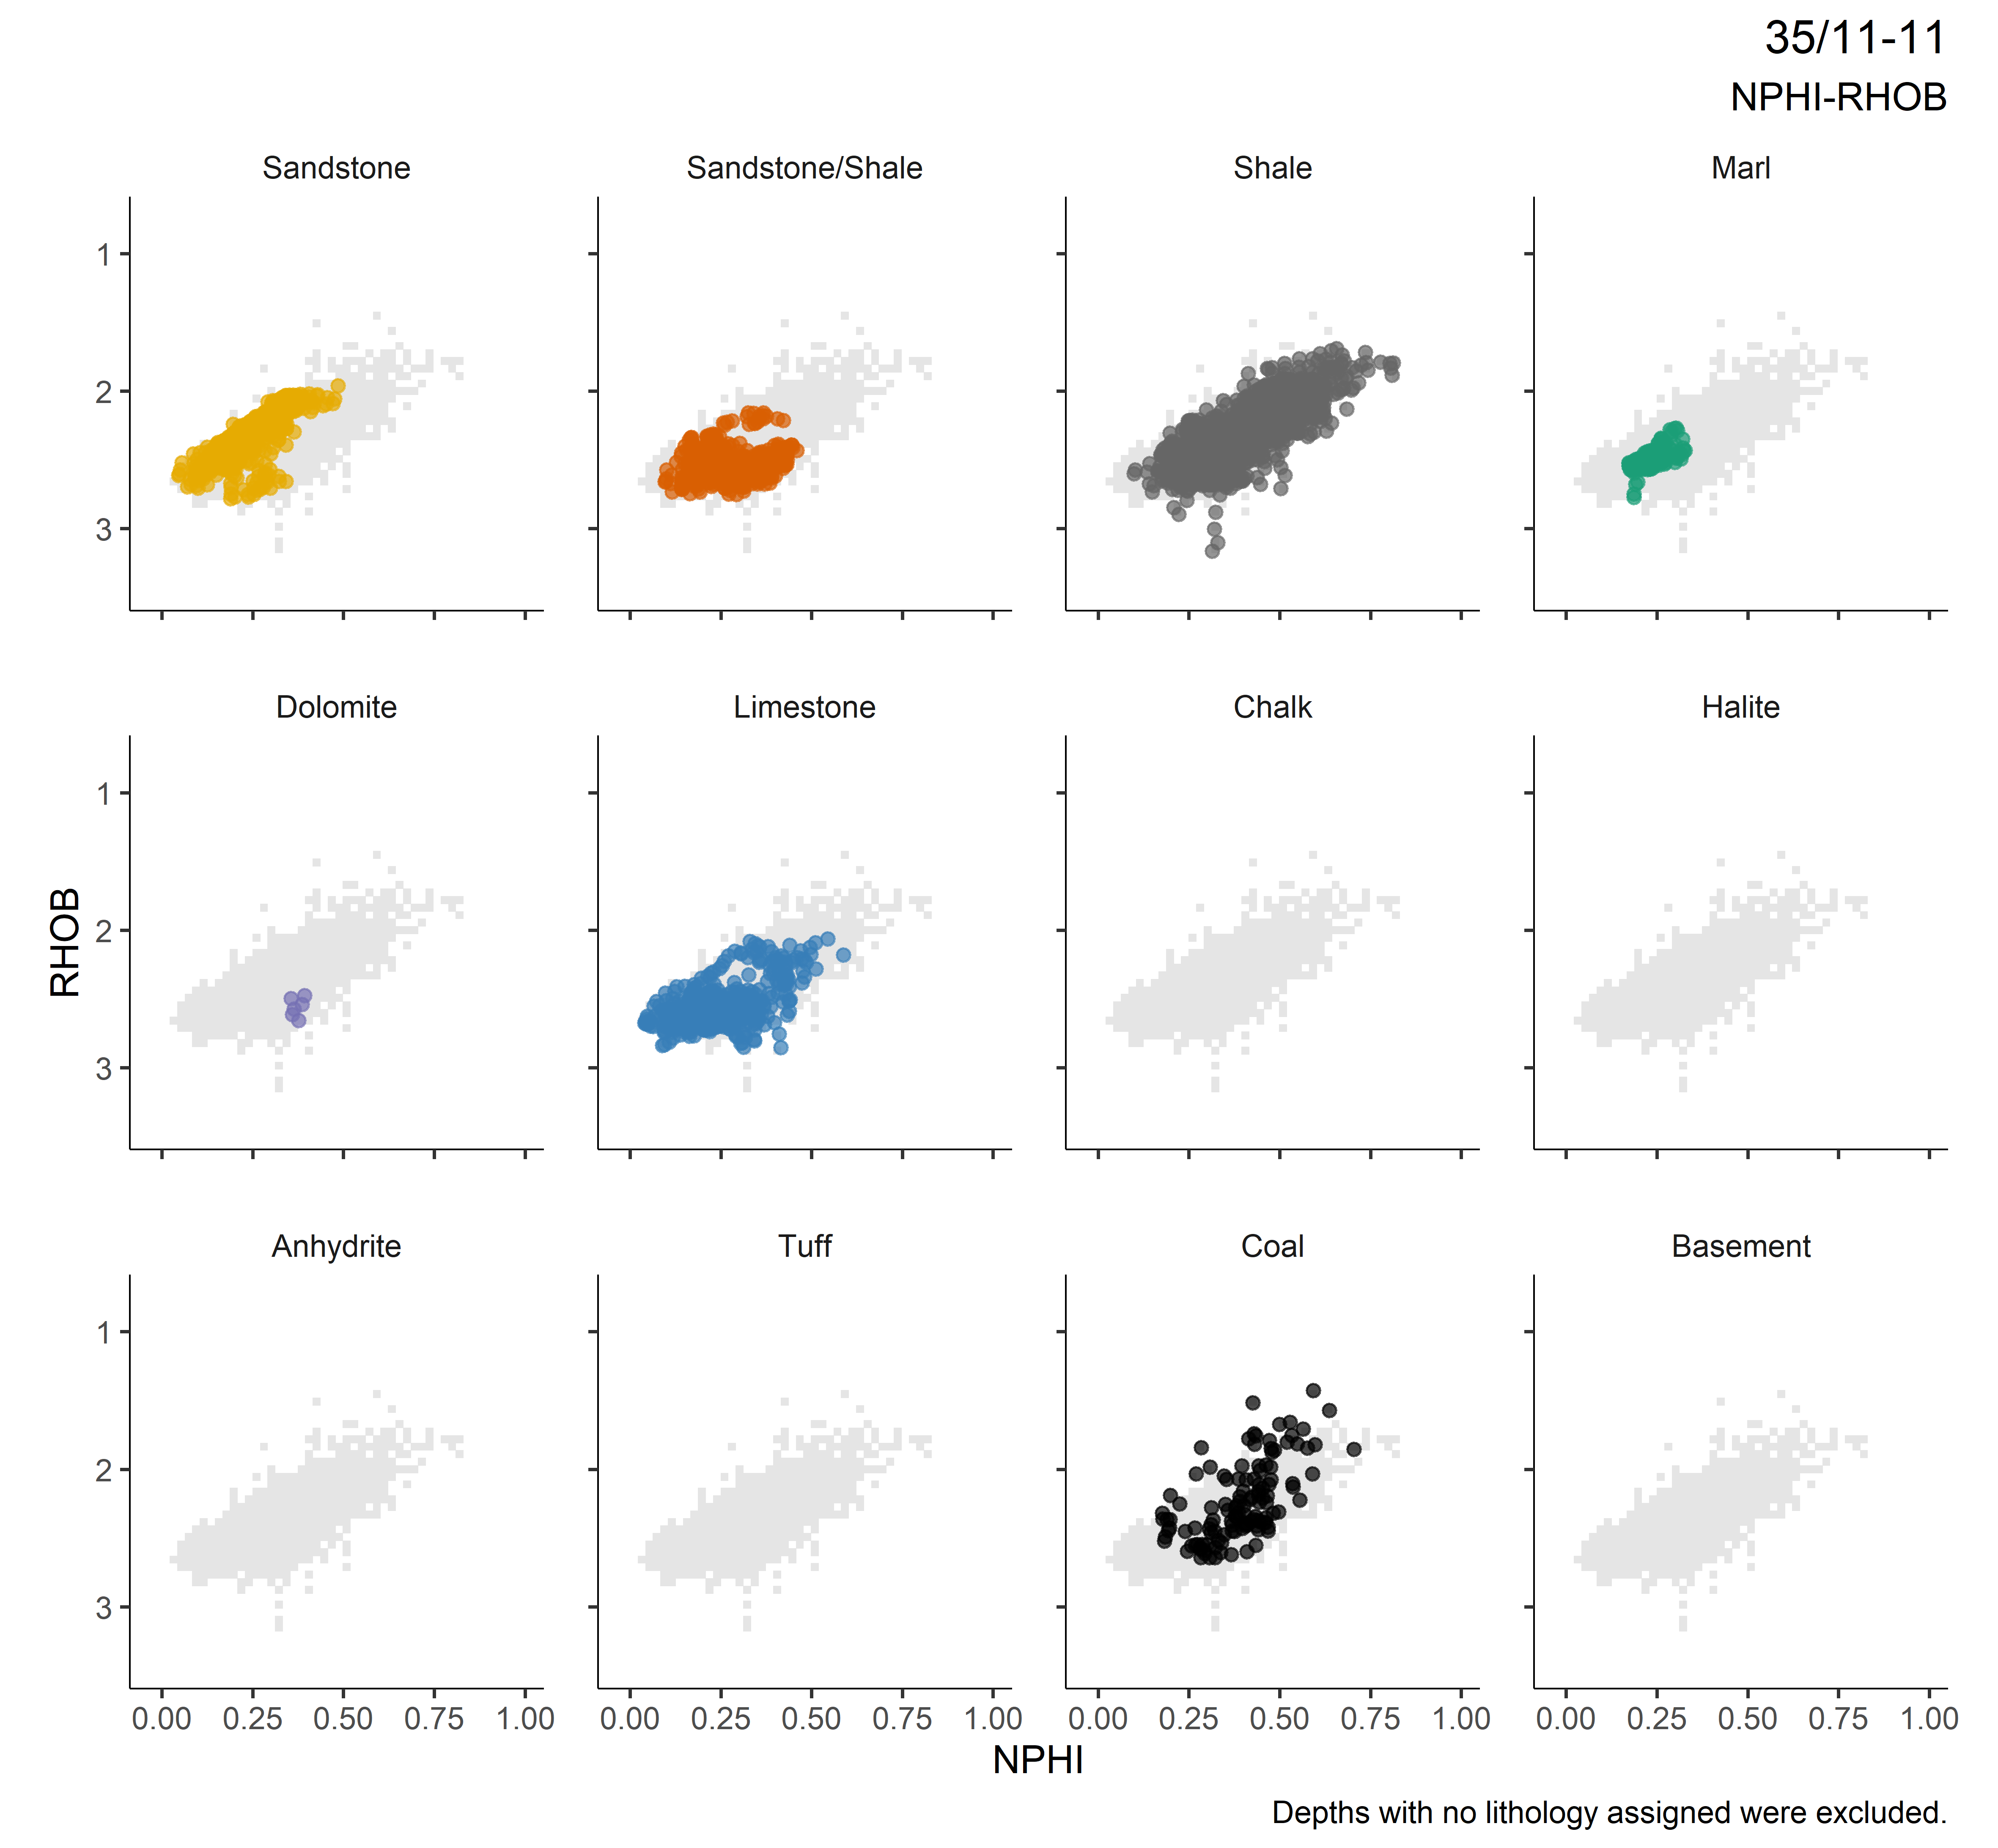 35/11-11
NPHI-RHOB
Sandstone
Sandstone/Shale
Shale
Marl
1
2
3
Dolomite
Limestone
Chalk
Halite
RHOB
1
2
3
Anhydrite
Tuff
Coal
Basement
1
2
3
0.00 0.25 0.50 0.75 1.00
0.00 0.25 0.50 0.75 1.00
0.00 0.25 0.50 0.75 1.00
0.00 0.25 0.50 0.75 1.00
NPHI
Depths with no lithology assigned were excluded.